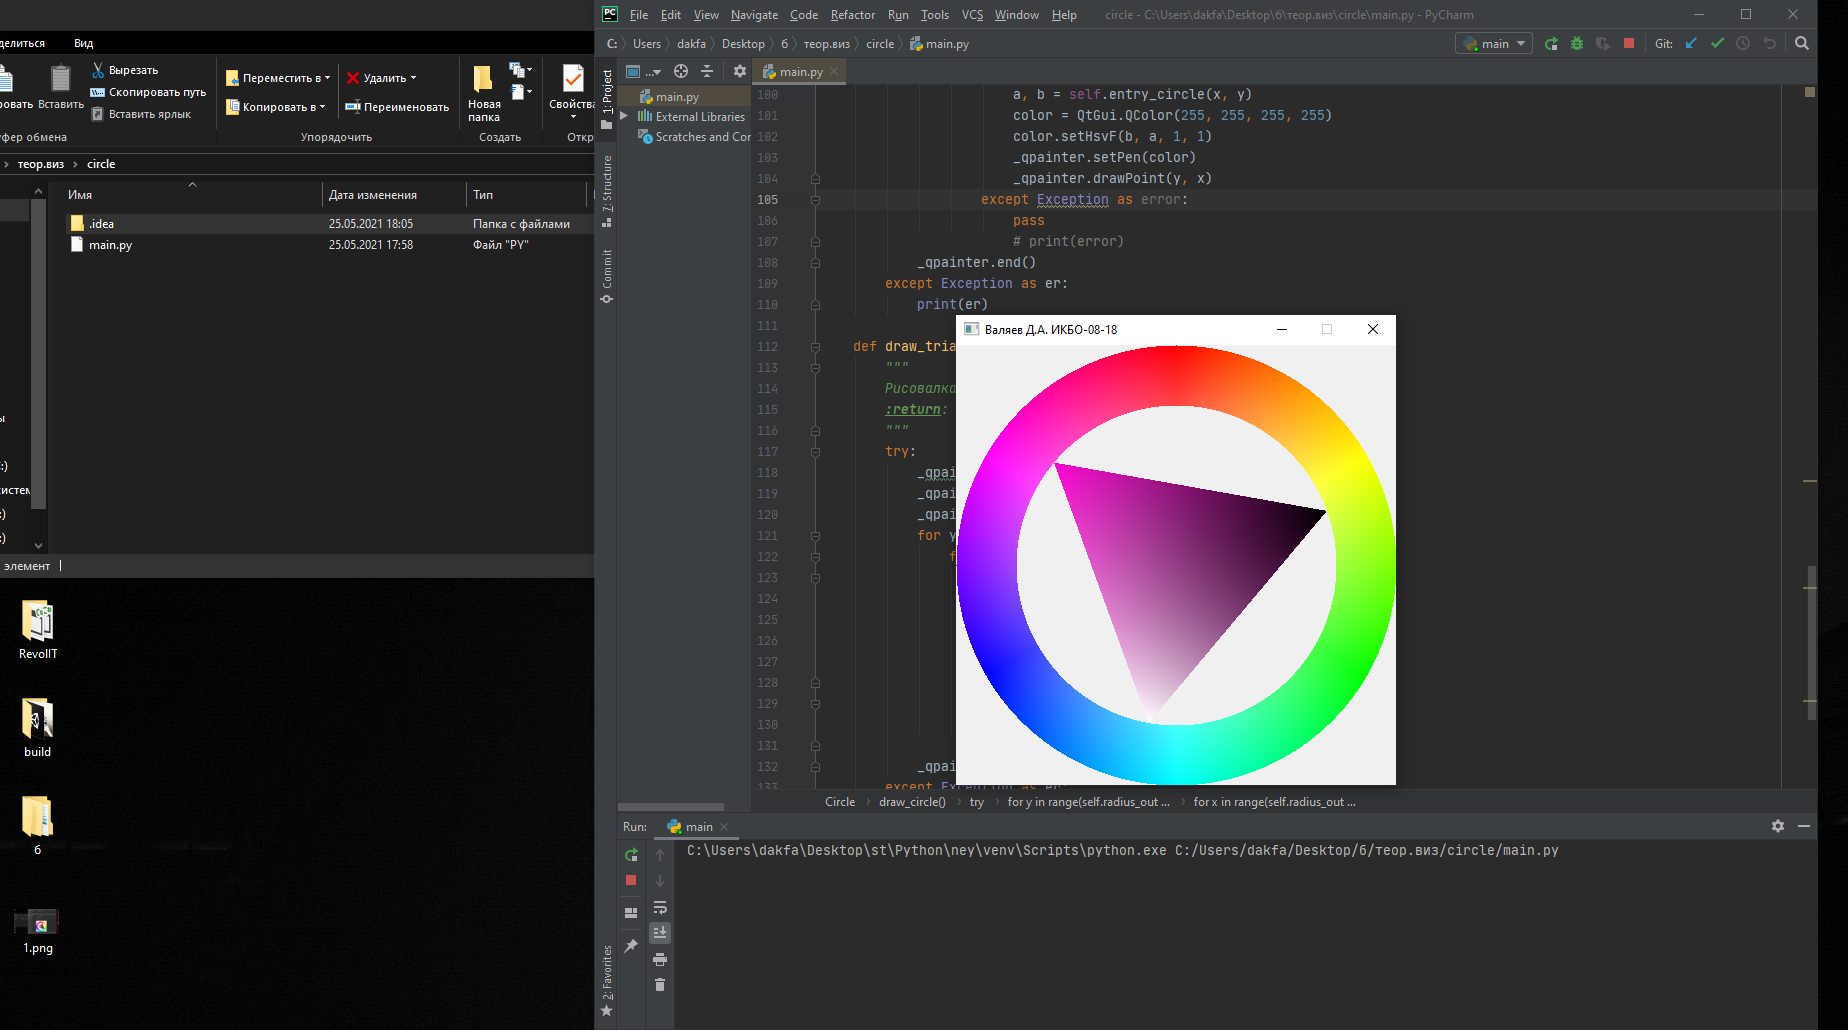 делиться Вид
ровать
Вставить
Вырезать
Скопировать путь
Вставить ярлык
фер обмена
Переместить в
Копировать в
Удалить
Переименовать
Упорядочить
Новая
папка
Создать
Свойства
Откр
теор.виз > circle
Имя Дата изменения Тип
.idea 25.05.2021 18:05 Папка с файлами
main.py 25.05.2021 17:58 Файл "PY"
ы
:)
систем
:)
:)
элемент
RevolIT
build
6
1.png
PC File Edit View Navigate Code Refactor Run Tools VCS Window Help circle - C:\Users\dakfa\Desktop\6\теор.виз\circle\main.py - PyCharm
C: Users dakfa Desktop 6 теор.виз circle main.py main Git:
1: Project
7: Structure
Commit
2: Favorites
... main.py
main.py
External Libraries
Scratches and Cor
100 a, b = self.entry_circle(x, y)
101 color = QtGui.QColor(255, 255, 255, 255)
102 color.setHsvF(b, a, 1, 1)
103 _qpainter.setPen(color)
104 _qpainter.drawPoint(y, x)
105 except Exception as error:
106 pass
107 # print(error)
108 _qpainter.end()
109 except Exception as er:
110 print(er)
111
112 def draw_tria
113 """
114 Рисовалка
115 :return:
116 """
117 try:
118 _qpai
119 _qpai
120 _qpai
121 for y
122 f
123
124
125
126
127
128
129
130
131
132 _qpai
133 except Exception as er:
Валяев Д.А. ИКБО-08-18
Circle > draw_circle() > try > for y in range(self.radius_out ... > for x in range(self.radius_out ...
Run: main
C:\Users\dakfa\Desktop\st\Python\ney\venv\Scripts\python.exe C:/Users/dakfa/Desktop/6/теор.виз/circle/main.py